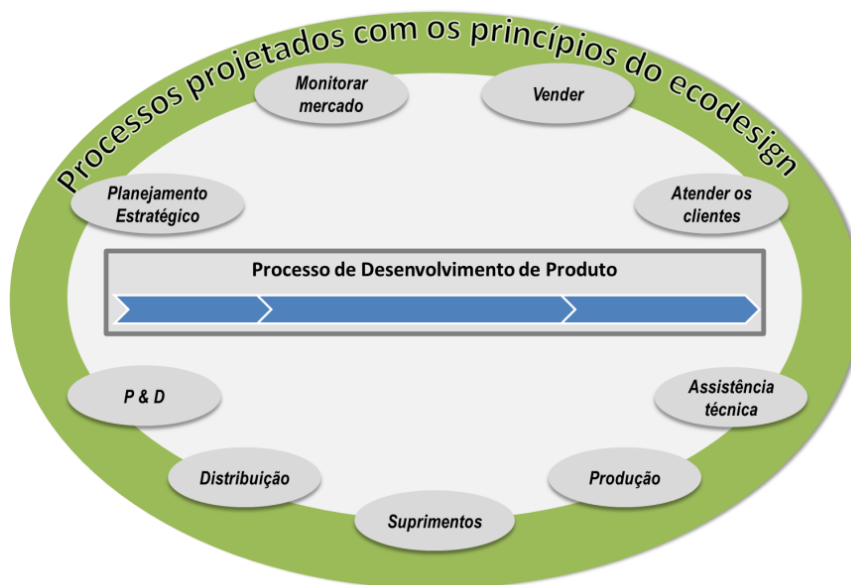 Processos projetados com os princípios do ecodesign
Monitorar
mercado
Vender
Planejamento
Estratégico
Atender os
clientes
Processo de Desenvolvimento de Produto
P & D
Assistência
técnica
Distribuição
Produção
Suprimentos